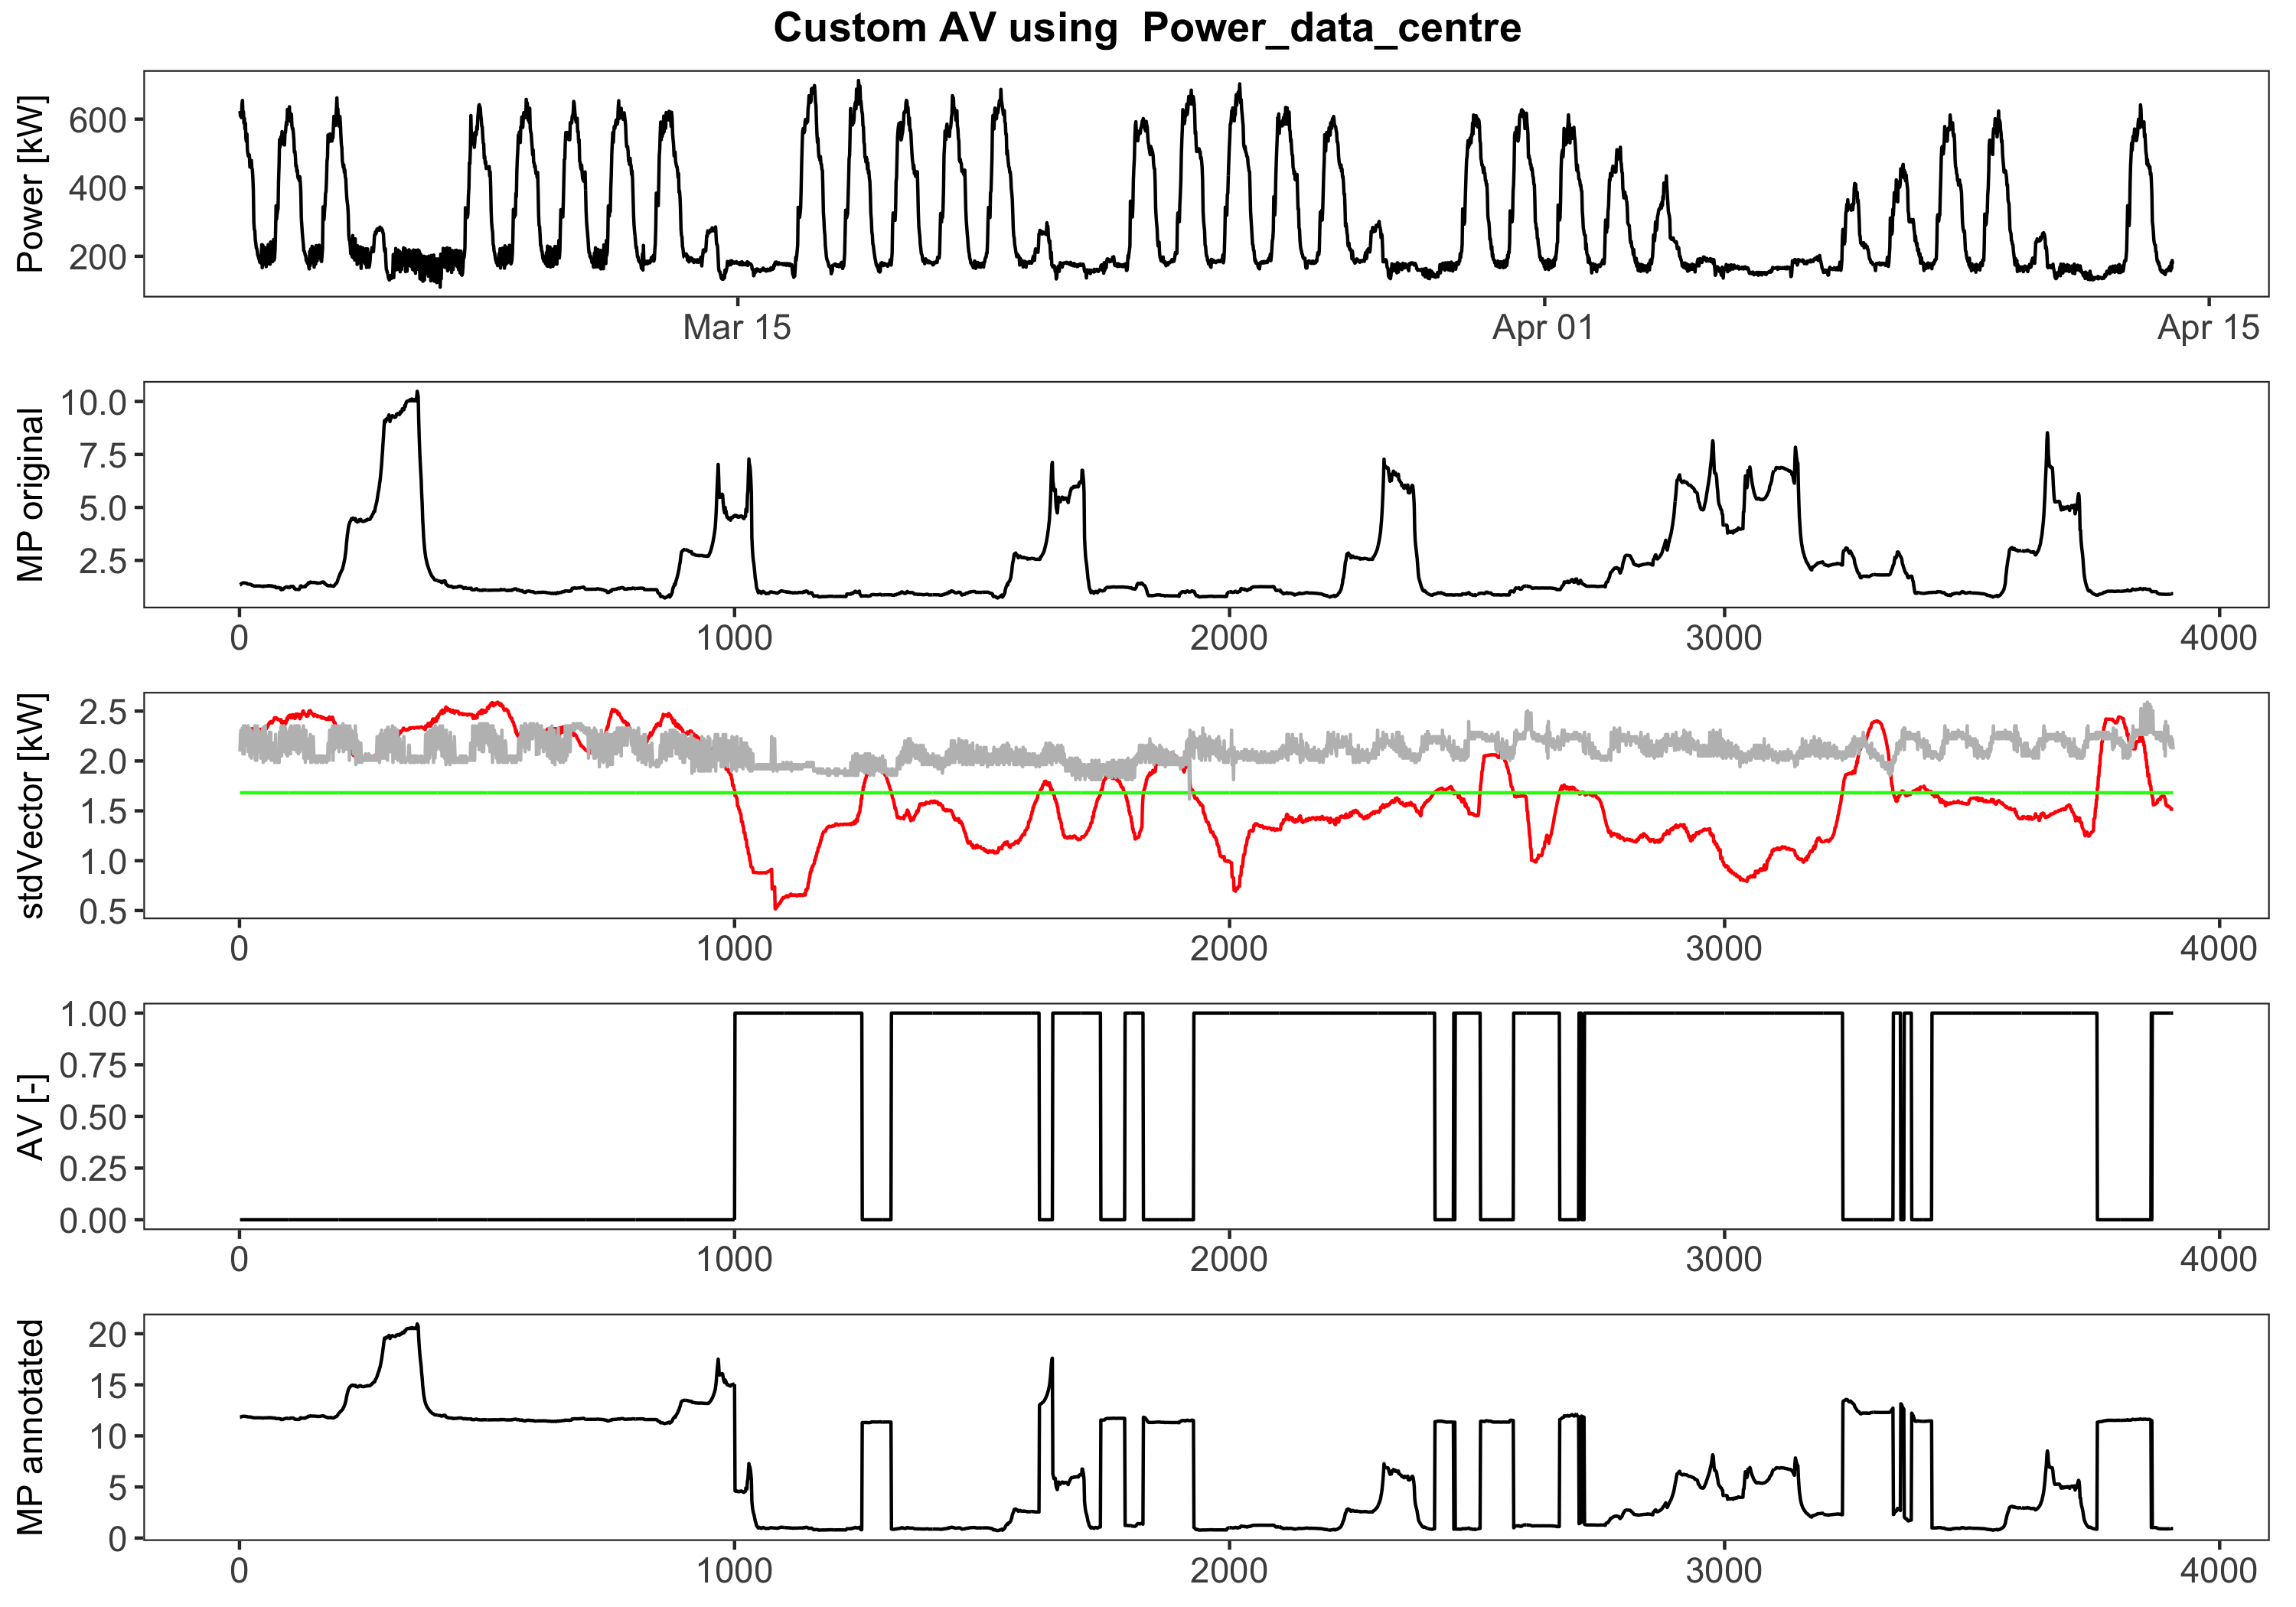 Custom AV using  Power_data_centre
Power [kW]
600
400
200
Mar 15 Apr 01 Apr 15
MP original
10.0
7.5
5.0
2.5
0 1000 2000 3000 4000
stdVector [kW]
2.5
2.0
1.5
1.0
0.5
0 1000 2000 3000 4000
AV [-]
1.00
0.75
0.50
0.25
0.00
0 1000 2000 3000 4000
MP annotated
20
15
10
5
0
0 1000 2000 3000 4000